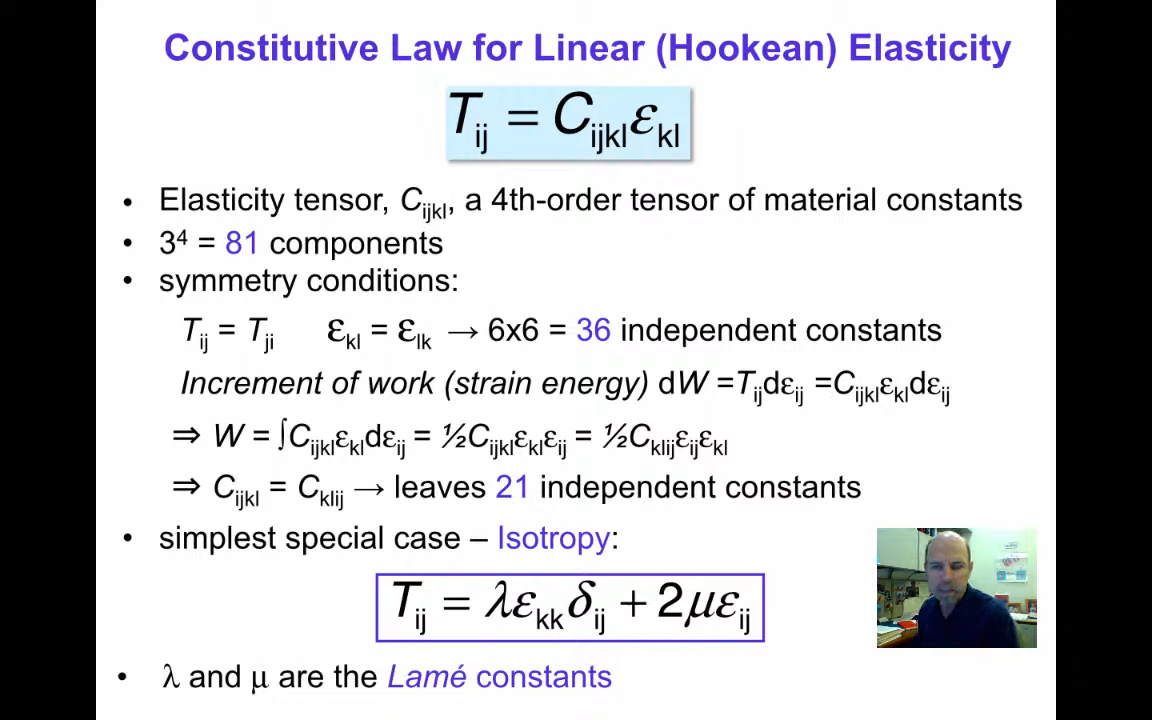 Constitutive Law for Linear (Hookean) Elasticity
Tij = Cijklεkl
• Elasticity tensor, Cijkl, a 4th-order tensor of material constants
• 3⁴ = 81 components
• symmetry conditions:
Tij = Tji εkl = εlk → 6x6 = 36 independent constants
Increment of work (strain energy) dW =Tijdεij =Cijklεkldεij
⇒ W = ∫Cijklεkldεij = ½Cijklεklεij = ½Cklijεijεkl
⇒ Cijkl = Cklij → leaves 21 independent constants
• simplest special case – Isotropy:
Tij = λεkkδij + 2μεij
• λ and μ are the Lamé constants